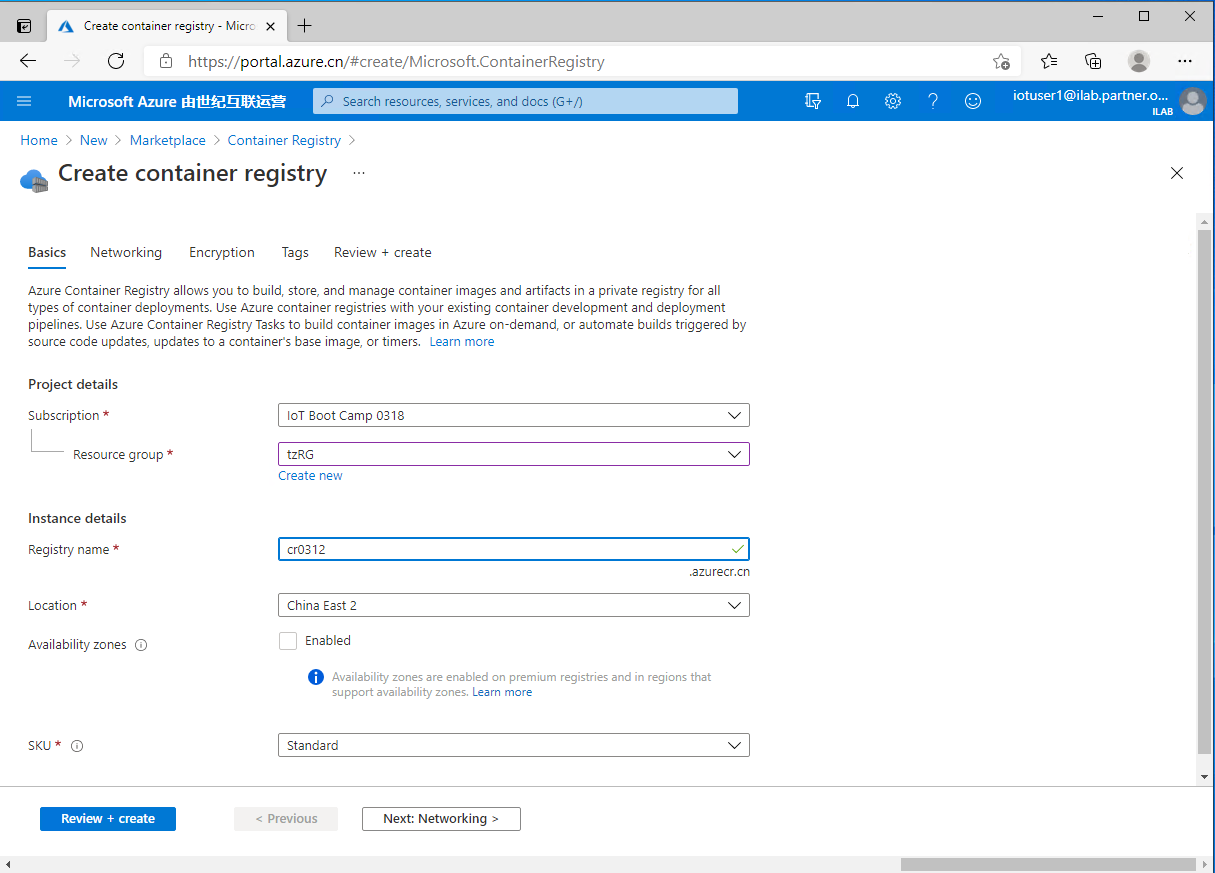 Create container registry - Micro
https://portal.azure.cn/#create/Microsoft.ContainerRegistry
Microsoft Azure 由世纪互联运营
Search resources, services, and docs (G+/)
iotuser1@ilab.partner.o...
ILAB
Home > New > Marketplace > Container Registry >
Create container registry ...
Basics Networking Encryption Tags Review + create
Azure Container Registry allows you to build, store, and manage container images and artifacts in a private registry for all
types of container deployments. Use Azure container registries with your existing container development and deployment
pipelines. Use Azure Container Registry Tasks to build container images in Azure on-demand, or automate builds triggered by
source code updates, updates to a container's base image, or timers. Learn more
Project details
Subscription * IoT Boot Camp 0318
Resource group * tzRG
Create new
Instance details
Registry name * cr0312
.azurecr.cn
Location * China East 2
Availability zones Enabled
Availability zones are enabled on premium registries and in regions that
support availability zones. Learn more
SKU * Standard
Review + create < Previous Next: Networking >